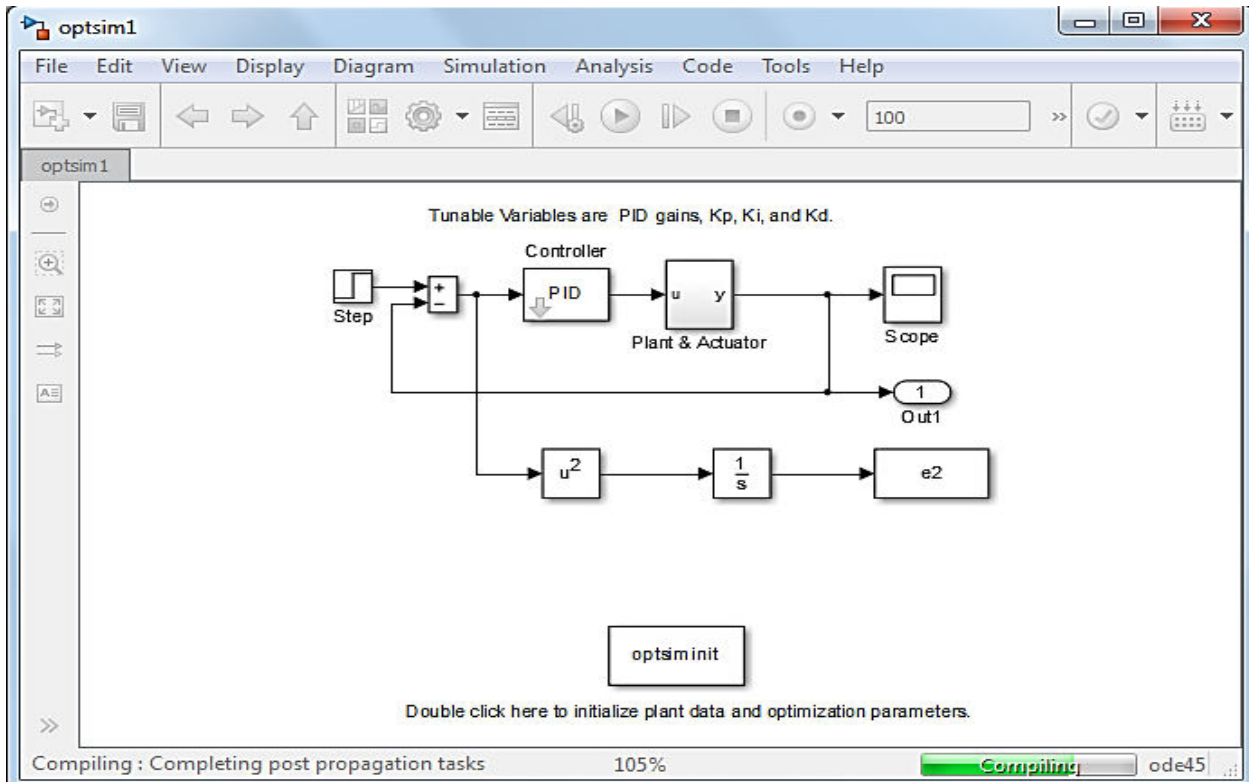 optsim1
File Edit View Display Diagram Simulation Analysis Code Tools Help
100
optsim1
Tunable Variables are PID gains, Kp, Ki, and Kd.
Controller
PID
Step
+
−
u y
Plant & Actuator
Scope
1
Out1
u²
1
s
e2
optsiminit
Double click here to initialize plant data and optimization parameters.
Compiling : Completing post propagation tasks 105% Compiling ode45